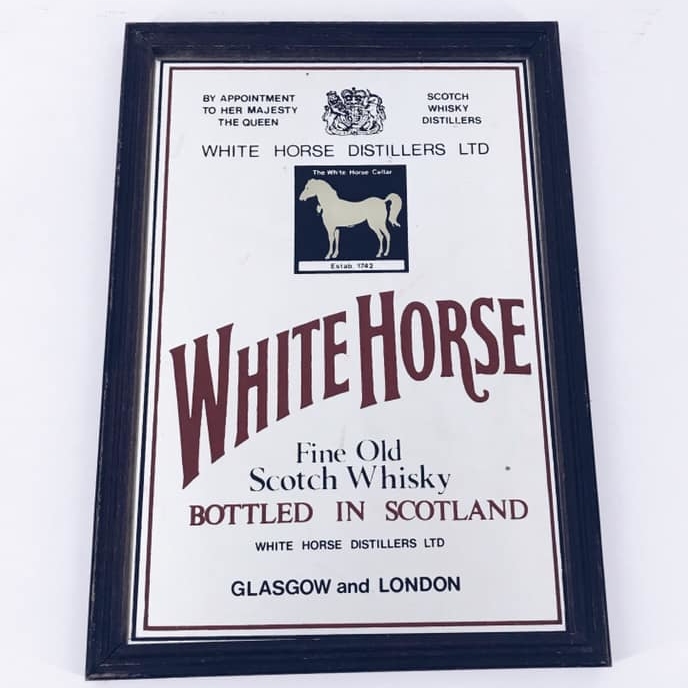 BY APPOINTMENT
TO HER MAJESTY
THE QUEEN
SCOTCH
WHISKY
DISTILLERS
WHITE HORSE DISTILLERS LTD
The White Horse Cellar
Estab. 1742
WHITE HORSE
Fine Old
Scotch Whisky
BOTTLED IN SCOTLAND
WHITE HORSE DISTILLERS LTD
GLASGOW and LONDON